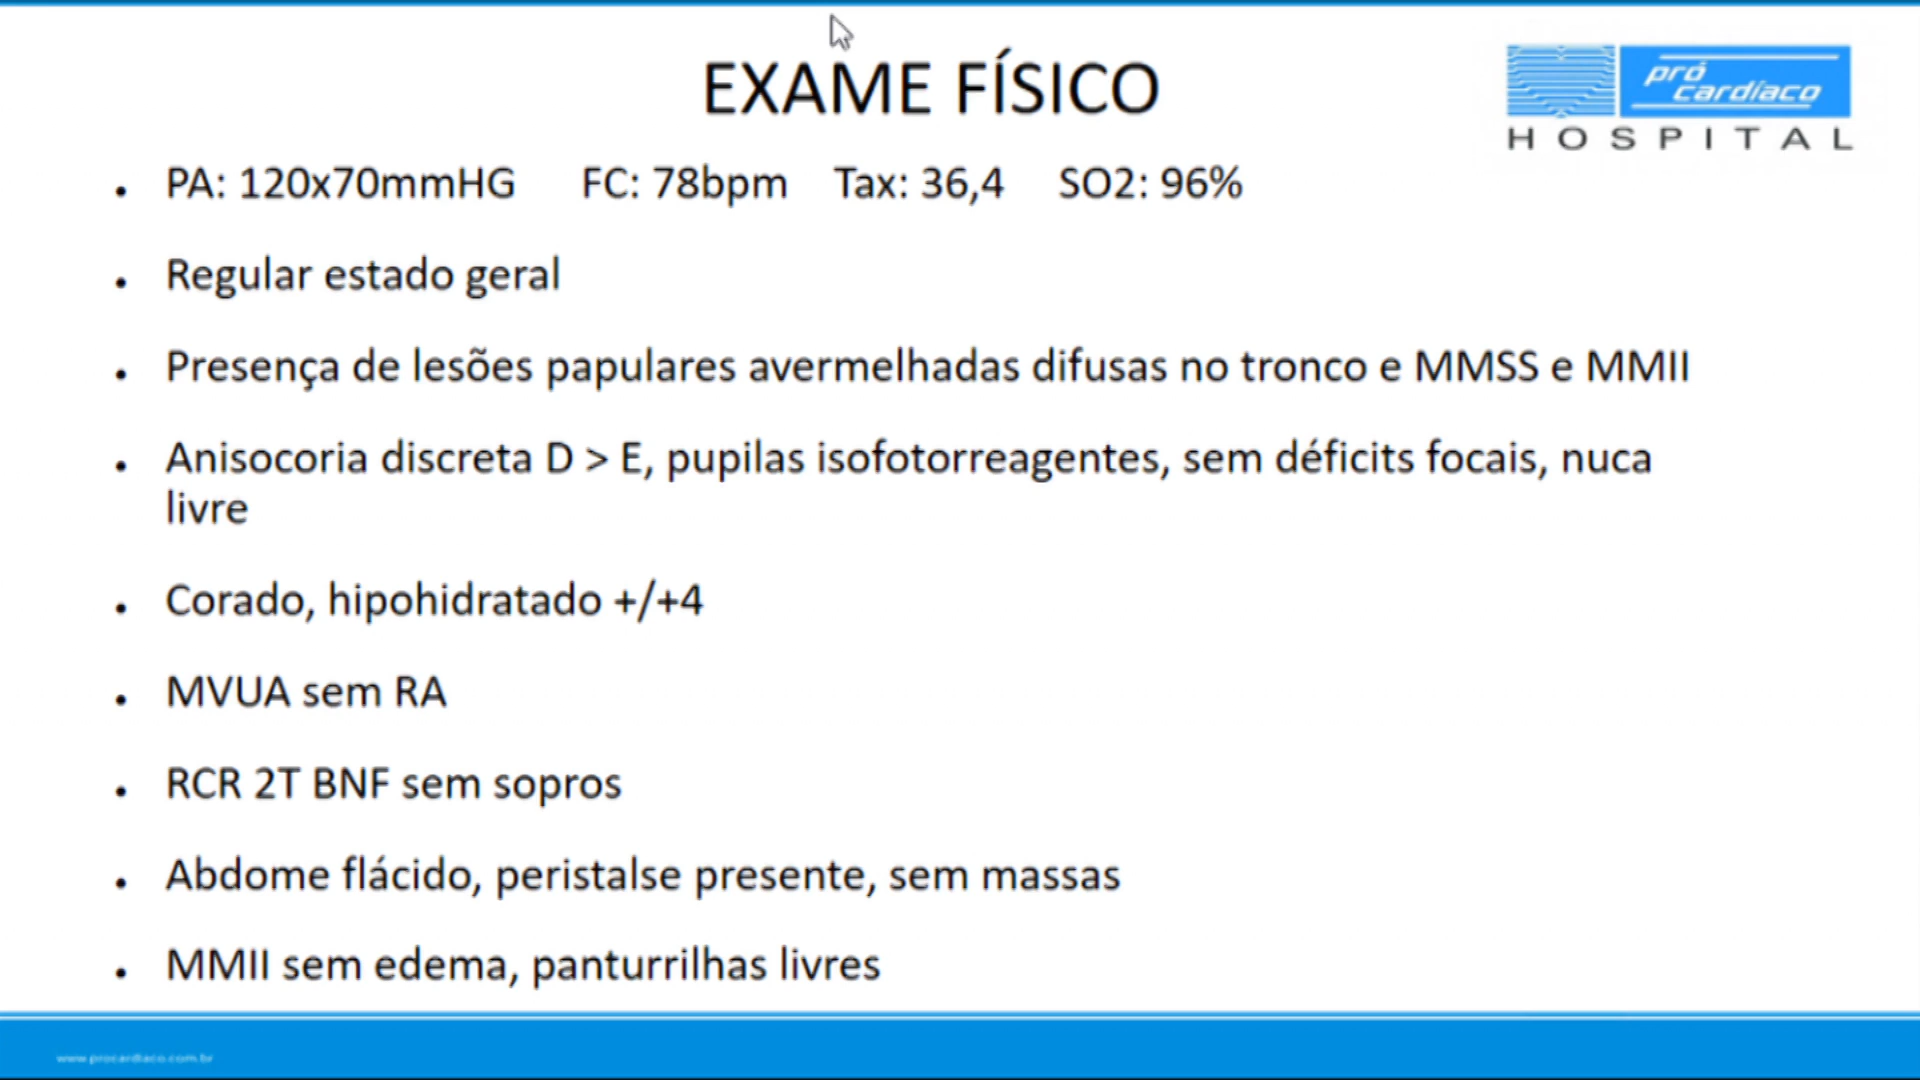 EXAME FÍSICO
pró
cardíaco
HOSPITAL
• PA: 120x70mmHG FC: 78bpm Tax: 36,4 SO2: 96%
• Regular estado geral
• Presença de lesões papulares avermelhadas difusas no tronco e MMSS e MMII
• Anisocoria discreta D > E, pupilas isofotorreagentes, sem déficits focais, nuca
livre
• Corado, hipohidratado +/+4
• MVUA sem RA
• RCR 2T BNF sem sopros
• Abdome flácido, peristalse presente, sem massas
• MMII sem edema, panturrilhas livres
www.procardiaco.com.br